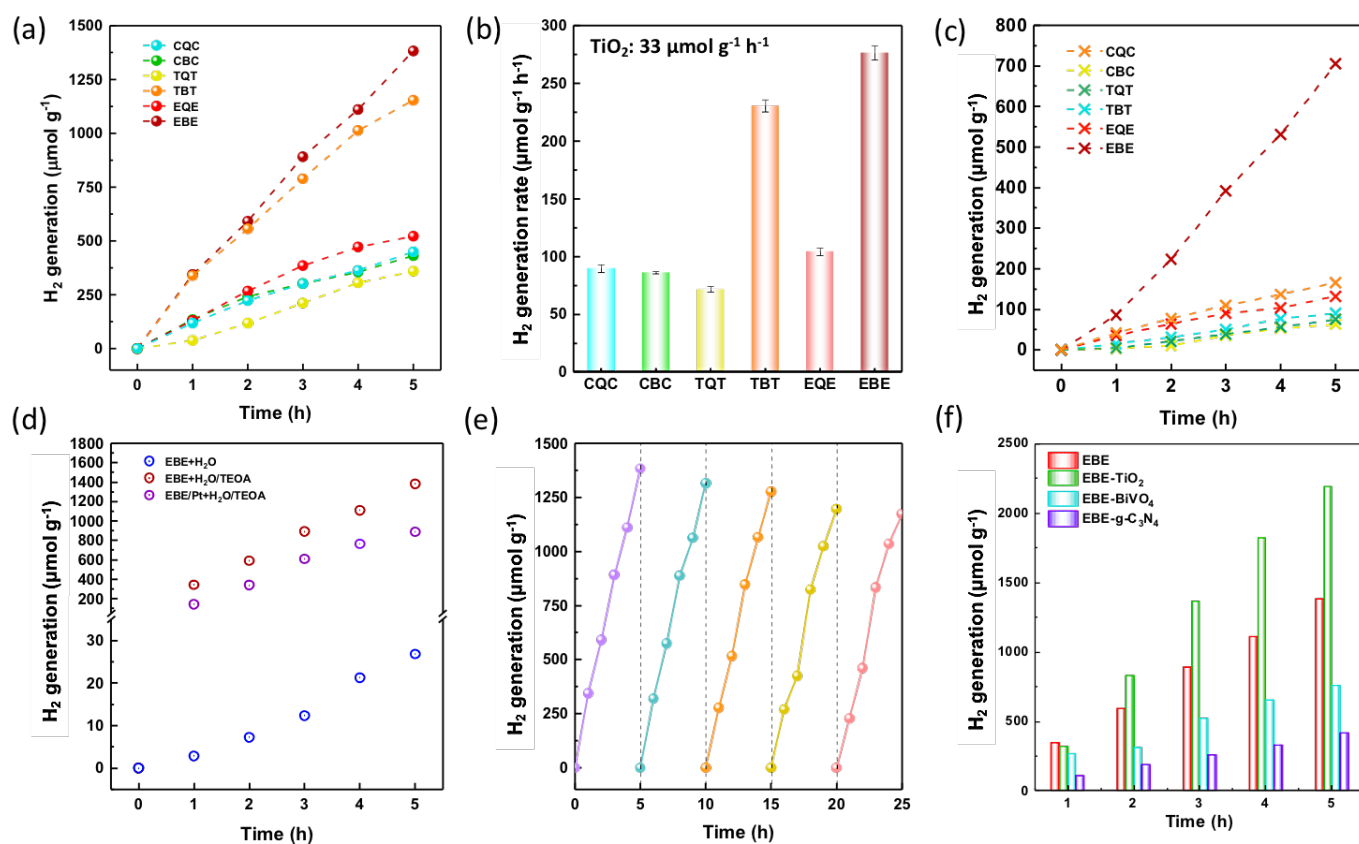 (a)
H₂ generation (μmol g⁻¹)
1500
1250
1000
750
500
250
0
CQC
CBC
TQT
TBT
EQE
EBE
0 1 2 3 4 5
Time (h)
(b)
H₂ generation rate (μmol g⁻¹ h⁻¹)
300
250
200
150
100
50
0
TiO₂: 33 μmol g⁻¹ h⁻¹
CQC CBC TQT TBT EQE EBE
(c)
H₂ generation (μmol g⁻¹)
800
700
600
500
400
300
200
100
0
CQC
CBC
TQT
TBT
EQE
EBE
0 1 2 3 4 5
Time (h)
(d)
H₂ generation (μmol g⁻¹)
1800
1600
1400
1200
1000
800
600
400
200
30
20
10
0
EBE+H₂O
EBE+H₂O/TEOA
EBE/Pt+H₂O/TEOA
0 1 2 3 4 5
Time (h)
(e)
H₂ generation (μmol g⁻¹)
1500
1250
1000
750
500
250
0
0 5 10 15 20 25
Time (h)
(f)
H₂ generation (μmol g⁻¹)
2500
2000
1500
1000
500
0
EBE
EBE-TiO₂
EBE-BiVO₄
EBE-g-C₃N₄
1 2 3 4 5
Time (h)